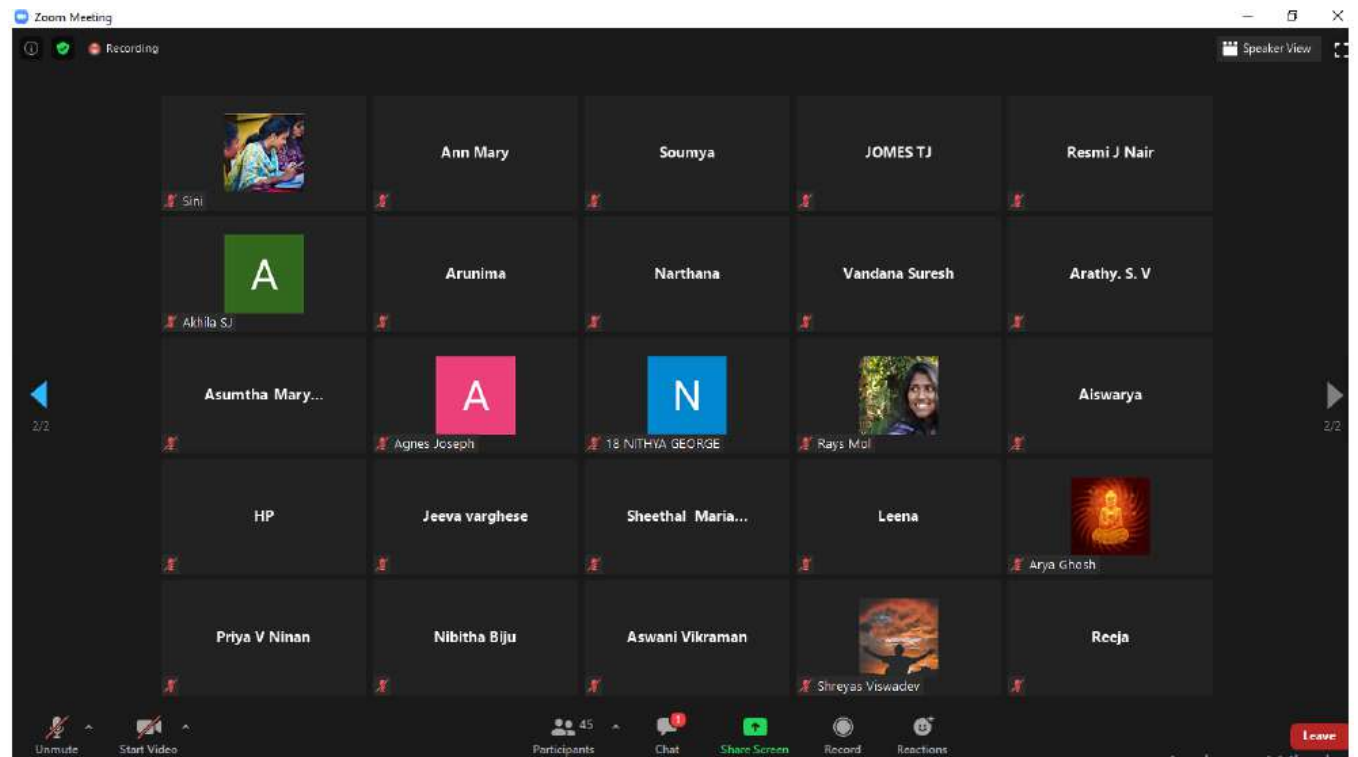 Zoom Meeting
Recording
Speaker View
Sini
Ann Mary
Soumya
JOMES TJ
Resmi J Nair
A
Akhila SJ
Arunima
Narthana
Vandana Suresh
Arathy. S. V
Asumtha Mary...
A
Agnes Joseph
N
18 NITHYA GEORGE
Rays Mol
Aiswarya
2/2
2/2
HP
Jeeva varghese
Sheethal Maria...
Leena
Arya Ghosh
Priya V Ninan
Nibitha Biju
Aswani Vikraman
Shreyas Viswadev
Reeja
Unmute
Start Video
45
Participants
1
Chat
Share Screen
Record
Reactions
Leave